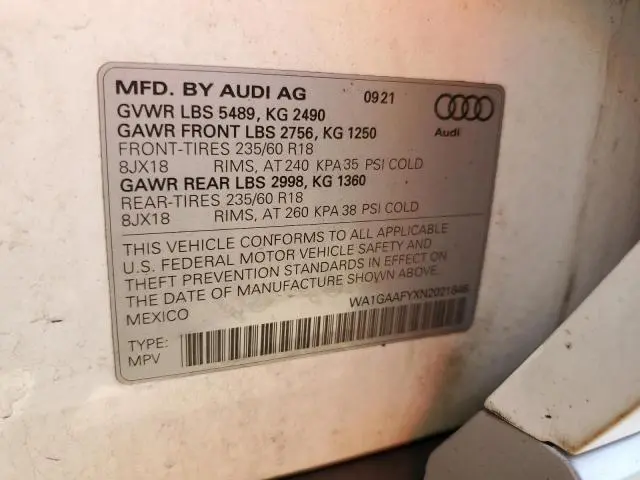 MFD. BY AUDI AG 09 21
GVWR LBS 5489, KG 2490
GAWR FRONT LBS 2756, KG 1250
Audi
FRONT-TIRES 235/60 R18
8JX18 RIMS, AT 240 KPA 35 PSI COLD
GAWR REAR LBS 2998, KG 1360
REAR-TIRES 235/60 R18
8JX18 RIMS, AT 260 KPA 38 PSI COLD
THIS VEHICLE CONFORMS TO ALL APPLICABLE
U.S. FEDERAL MOTOR VEHICLE SAFETY AND
THEFT PREVENTION STANDARDS IN EFFECT ON
THE DATE OF MANUFACTURE SHOWN ABOVE.
MEXICO
WA1GAAFYXN2021846
TYPE:
MPV